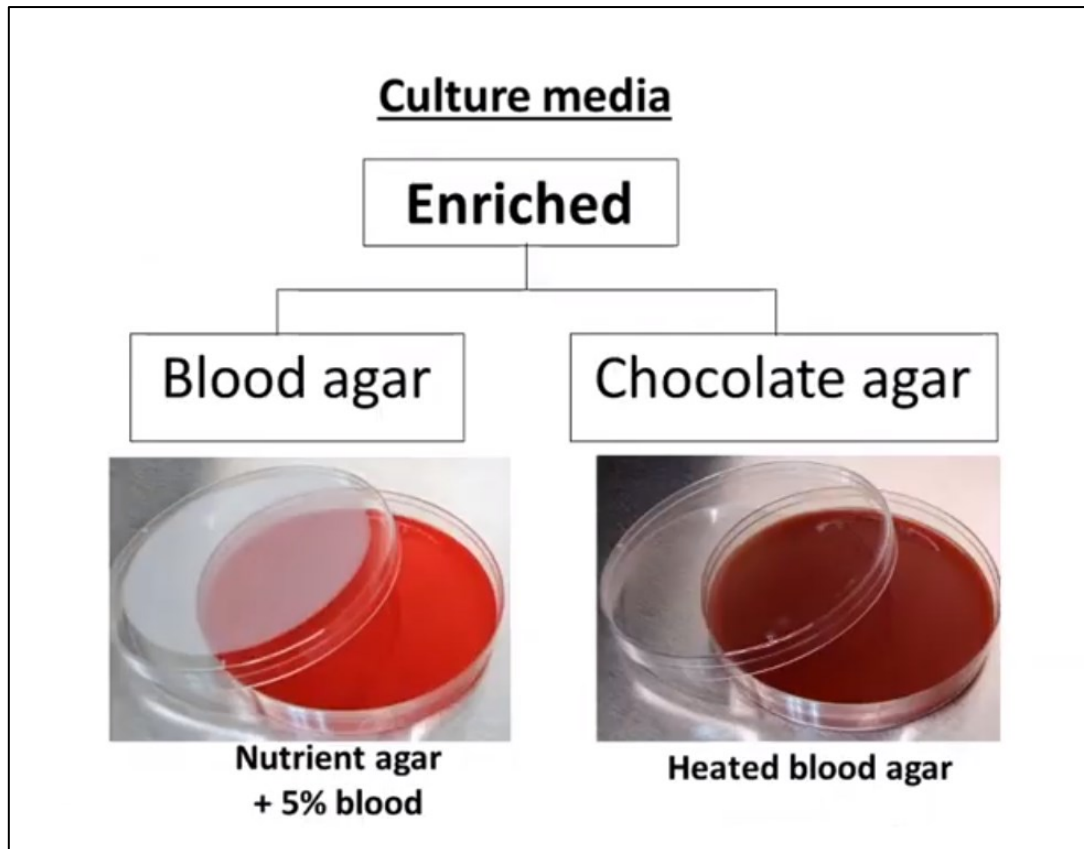 Culture media
Enriched
Blood agar
Chocolate agar
Nutrient agar
+ 5% blood
Heated blood agar